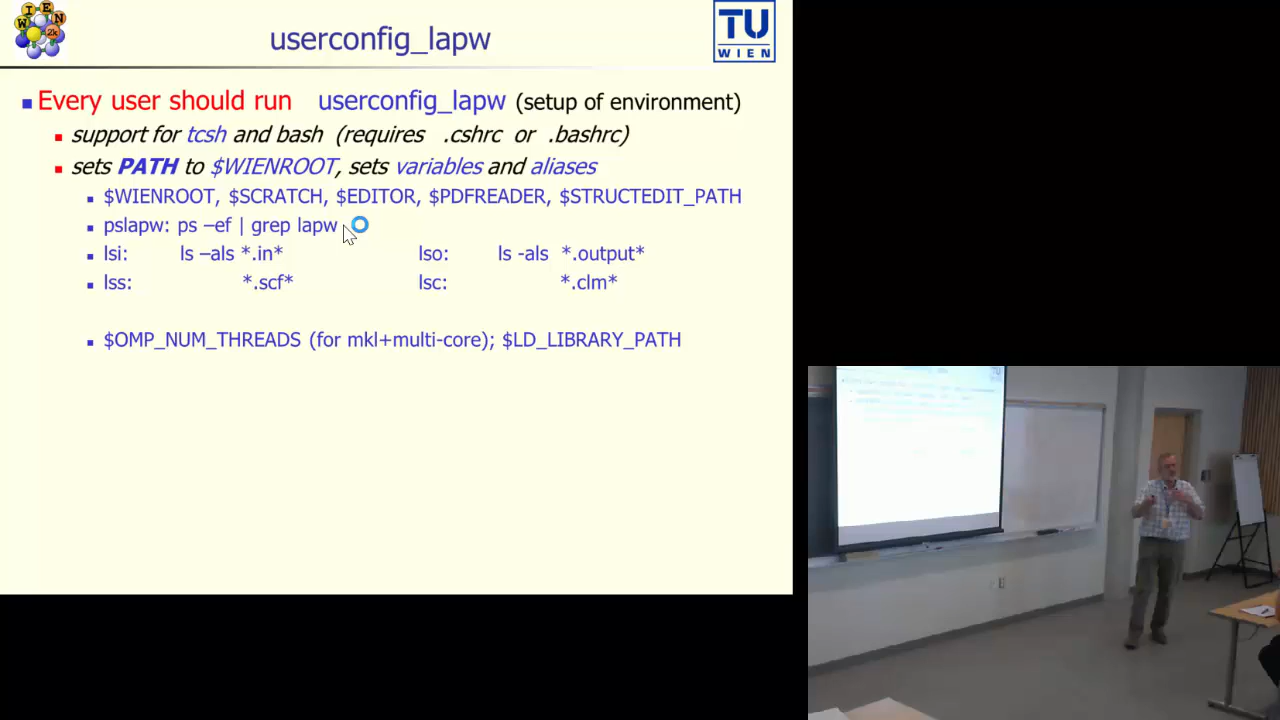 WIEN2k
userconfig_lapw
TU
WIEN
Every user should run userconfig_lapw (setup of environment)
support for tcsh and bash (requires .cshrc or .bashrc)
sets PATH to $WIENROOT, sets variables and aliases
$WIENROOT, $SCRATCH, $EDITOR, $PDFREADER, $STRUCTEDIT_PATH
pslapw: ps –ef | grep lapw
lsi: ls –als *.in* lso: ls -als *.output*
lss: *.scf* lsc: *.clm*
$OMP_NUM_THREADS (for mkl+multi-core); $LD_LIBRARY_PATH